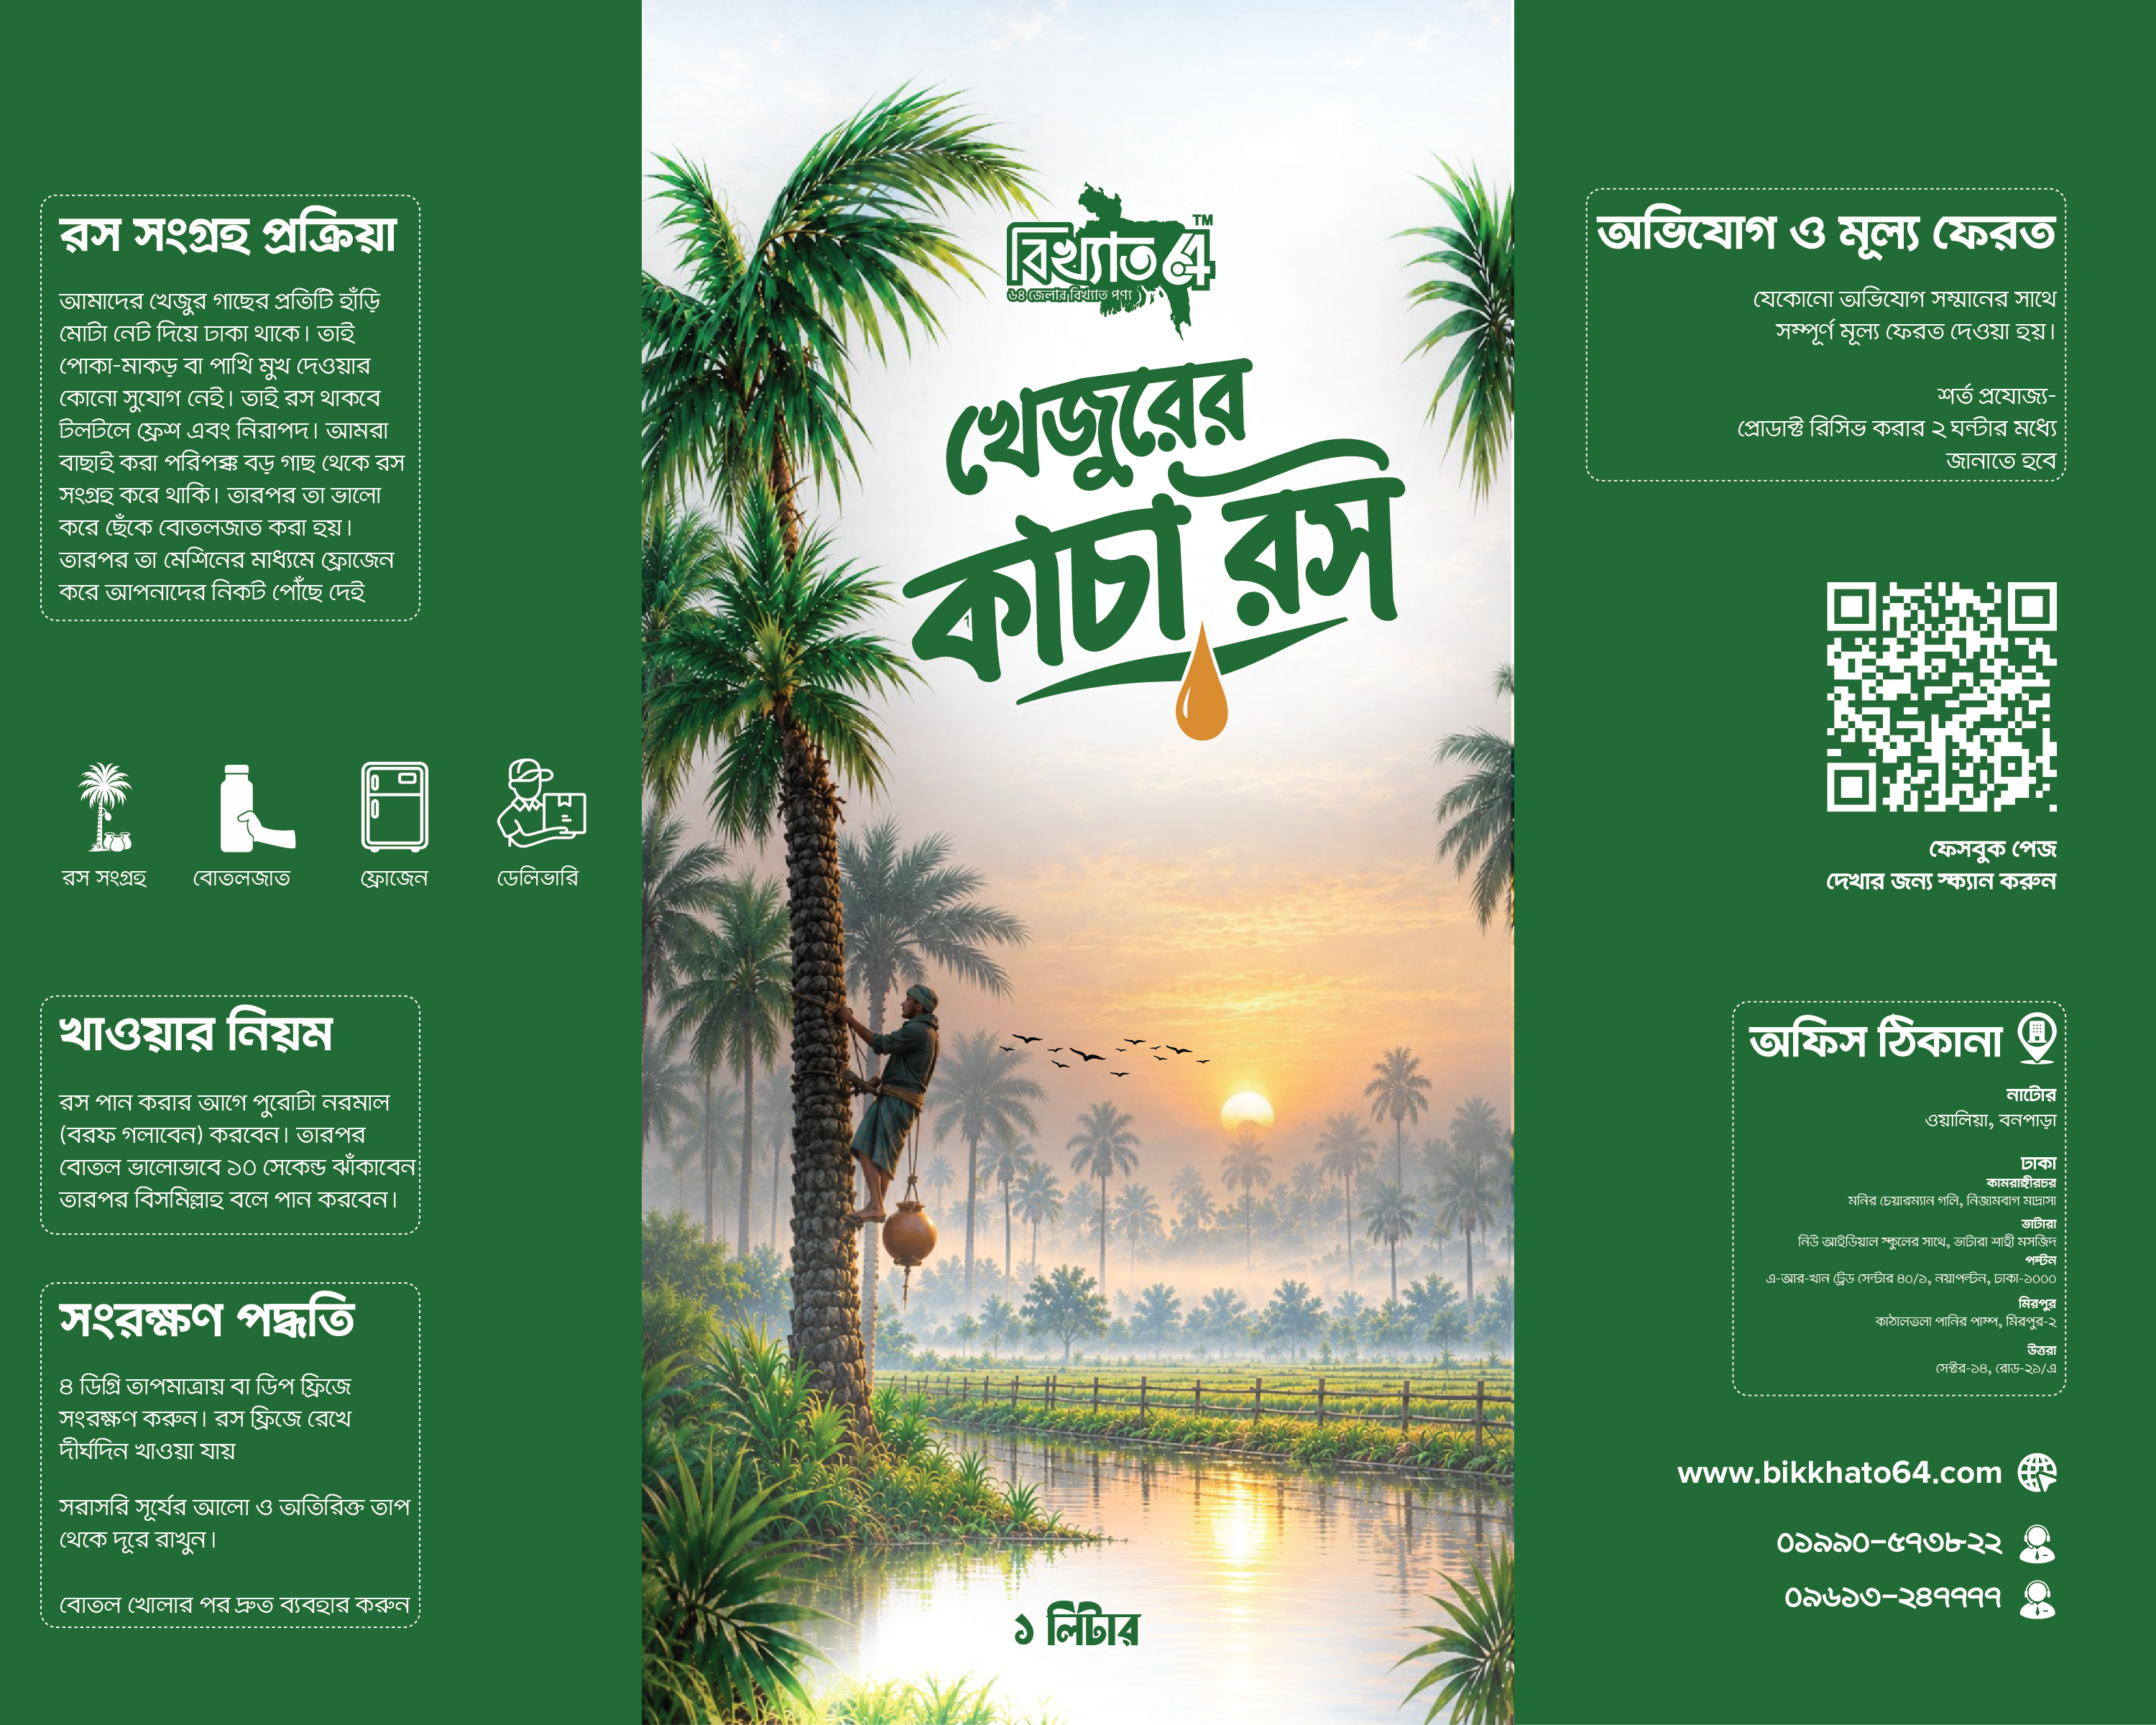 রস সংগ্রহ প্রক্রিয়া
আমাদের খেজুর গাছের প্রতিটি হাঁড়ি
মোটা নেট দিয়ে ঢাকা থাকে। তাই
পোকা-মাকড় বা পাখি মুখ দেওয়ার
কোনো সুযোগ নেই। তাই রস থাকবে
টলটলে ফ্রেশ এবং নিরাপদ। আমরা
বাছাই করা পরিপক্ক বড় গাছ থেকে রস
সংগ্রহ করে থাকি। তারপর তা ভালো
করে ছেঁকে বোতলজাত করা হয়।
তারপর তা মেশিনের মাধ্যমে ফ্রোজেন
করে আপনাদের নিকট পৌঁছে দেই
রস সংগ্রহ
বোতলজাত
ফ্রোজেন
ডেলিভারি
খাওয়ার নিয়ম
রস পান করার আগে পুরোটা নরমাল
(বরফ গলাবেন) করবেন। তারপর
বোতল ভালোভাবে ১০ সেকেন্ড ঝাঁকাবেন
তারপর বিসমিল্লাহ বলে পান করবেন।
সংরক্ষণ পদ্ধতি
৪ ডিগ্রি তাপমাত্রায় বা ডিপ ফ্রিজে
সংরক্ষণ করুন। রস ফ্রিজে রেখে
দীর্ঘদিন খাওয়া যায়
সরাসরি সূর্যের আলো ও অতিরিক্ত তাপ
থেকে দূরে রাখুন।
বোতল খোলার পর দ্রুত ব্যবহার করুন
বিখ্যাত ৬৪ TM
৬৪ জেলার বিখ্যাত পণ্য
খেজুরের
কাচা রস
১ লিটার
অভিযোগ ও মূল্য ফেরত
যেকোনো অভিযোগ সম্মানের সাথে
সম্পূর্ণ মূল্য ফেরত দেওয়া হয়।
শর্ত প্রযোজ্য-
প্রোডাক্ট রিসিভ করার ২ ঘন্টার মধ্যে
জানাতে হবে
ফেসবুক পেজ
দেখার জন্য স্ক্যান করুন
অফিস ঠিকানা
নাটোর
ওয়ালিয়া, বনপাড়া
ঢাকা
কামরাঙ্গীরচর
মনির চেয়ারম্যান গলি, নিজামবাগ মাদ্রাসা
ভাটারা
নিউ আইডিয়াল স্কুলের সাথে, ভাটারা শাহী মসজিদ
পল্টন
এ-আর-খান ট্রেড সেন্টার ৪০/১, নয়াপল্টন, ঢাকা-১০০০
মিরপুর
কাঠালতলা পানির পাম্প, মিরপুর-২
উত্তরা
সেক্টর-১৪, রোড-২১/এ
www.bikkhato64.com
০১৯৯০-৫৭৩৮২২
০৯৬১৩-২৪৭৭৭৭